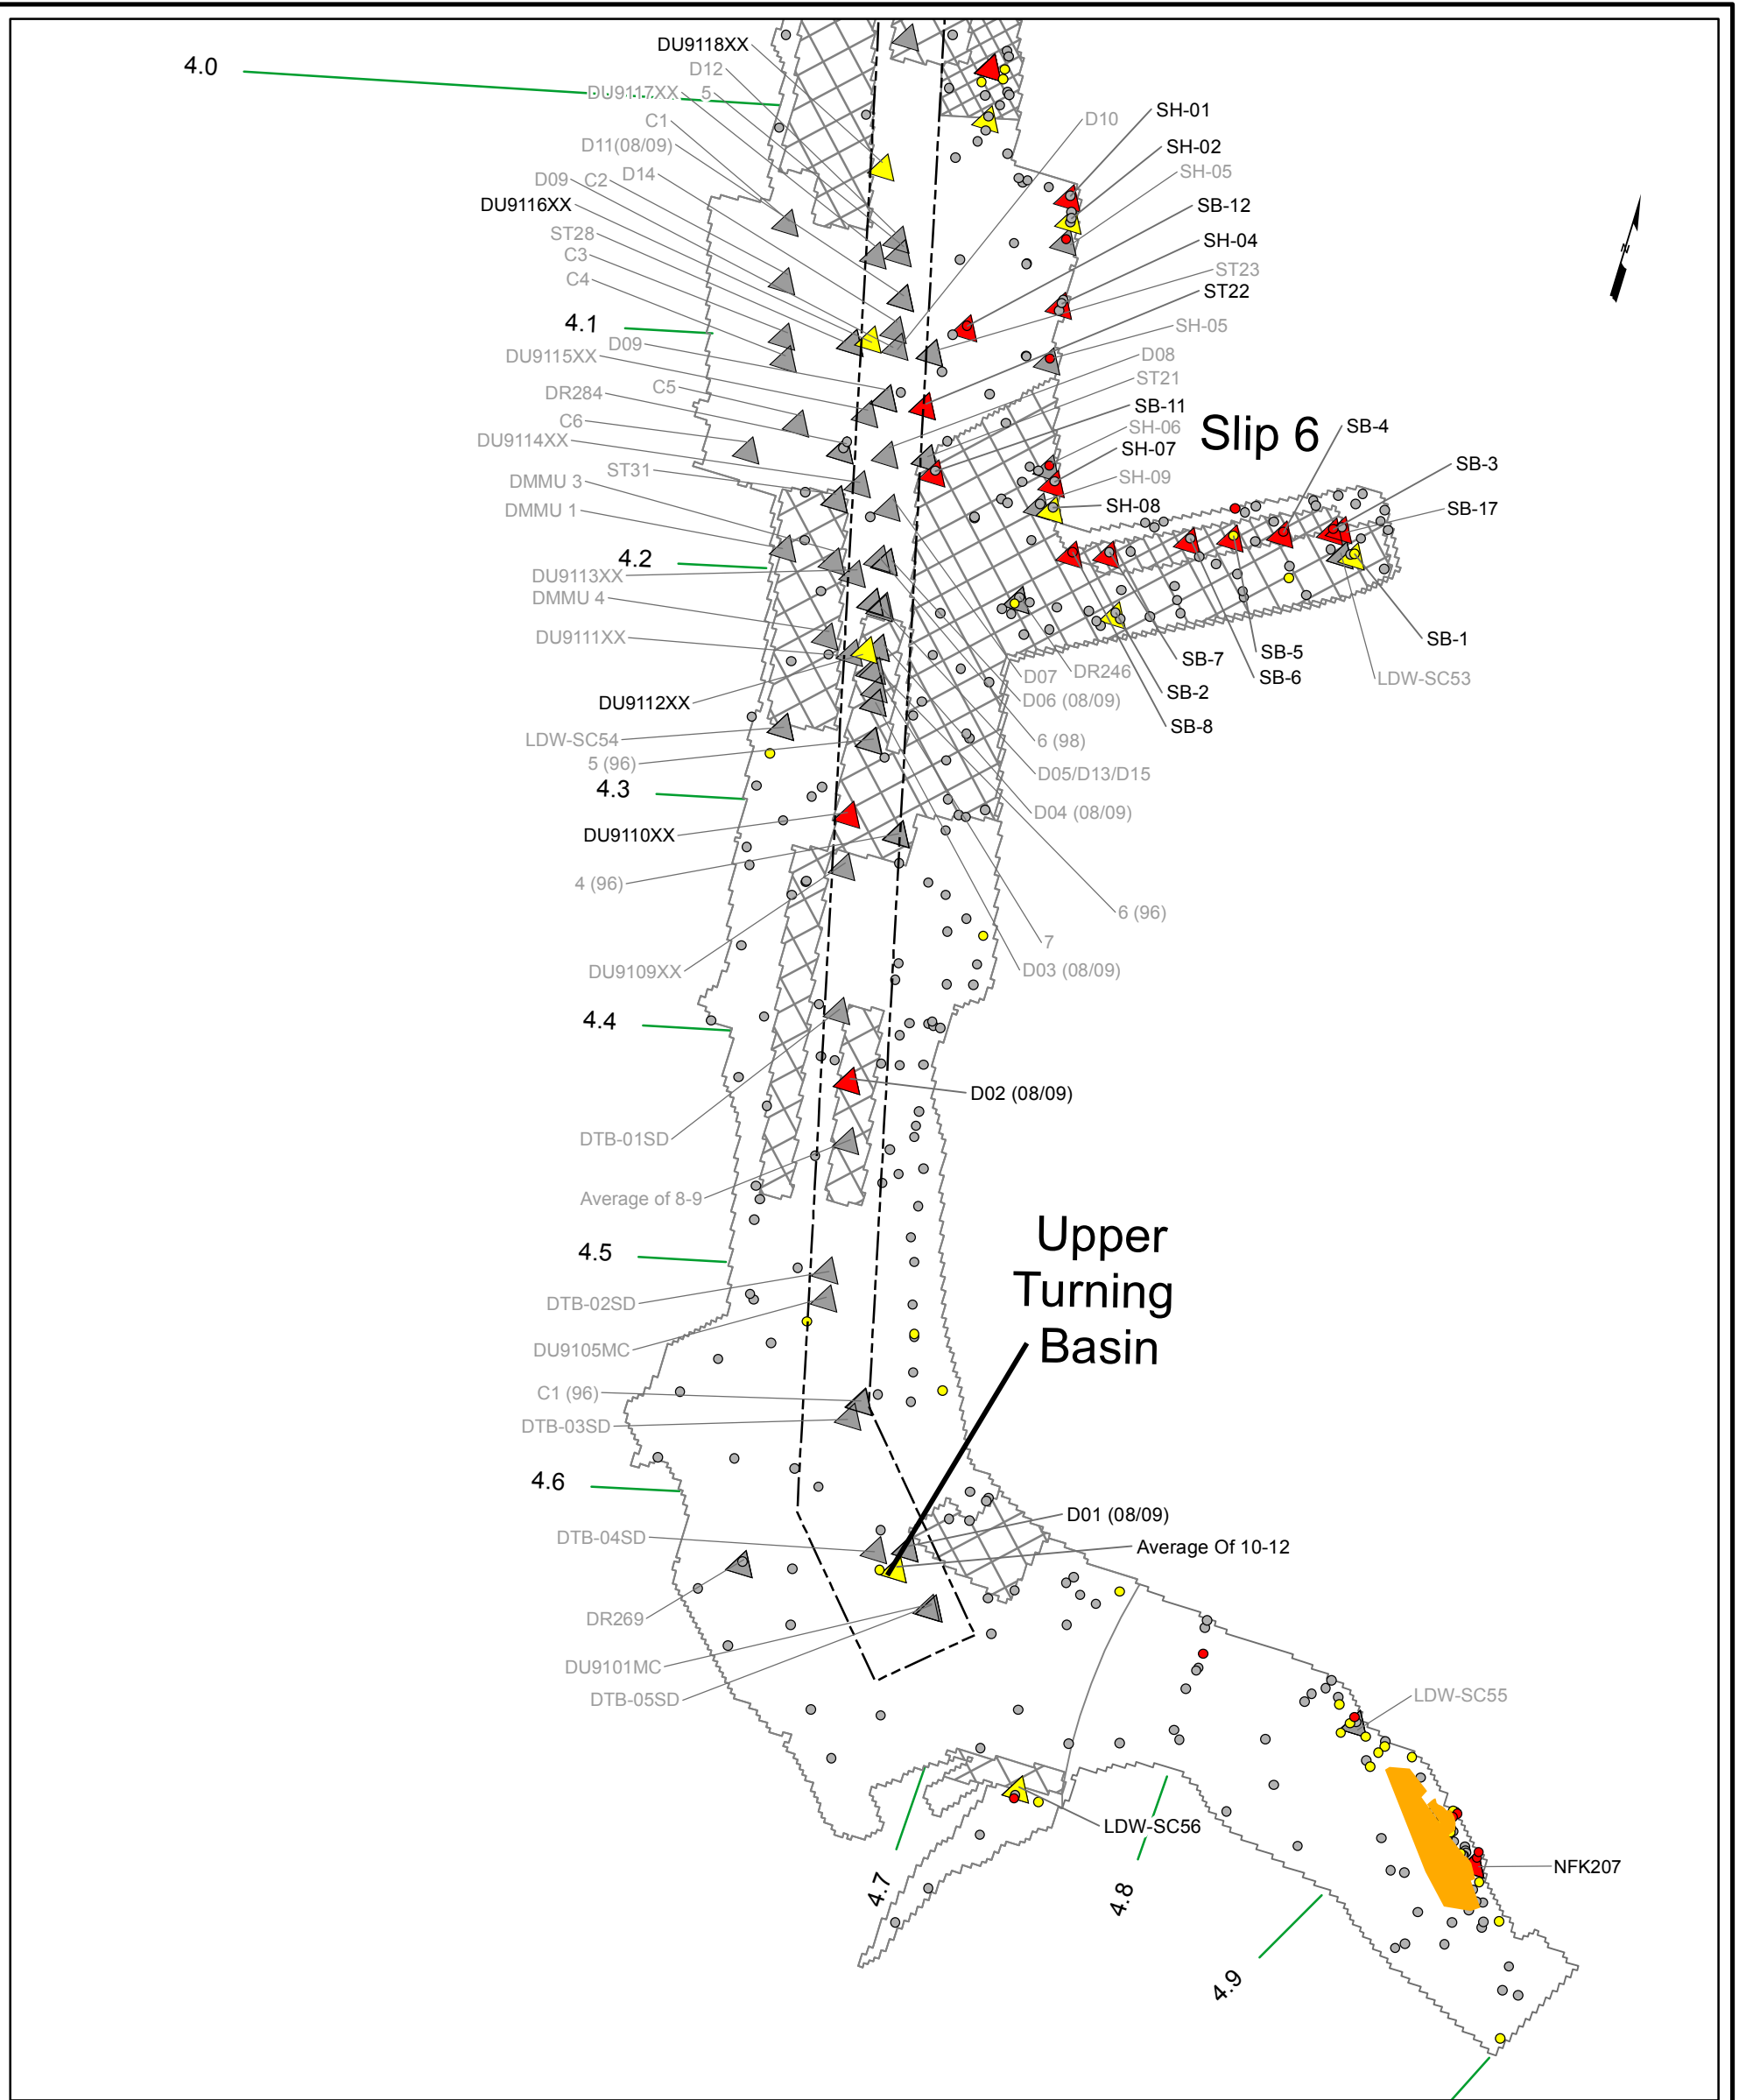 DU9118XX
4.0
D12
DU9117XX
5
C1
D11(08/09)
D14
C2
D09
DU9116XX
ST28
C3
C4
4.1
D09
DU9115XX
C5
DR284
C6
DU9114XX
ST31
DMMU 3
DMMU 1
4.2
DU9113XX
DMMU 4
DU9111XX
DU9112XX
LDW-SC54
5 (96)
4.3
DU9110XX
4 (96)
DU9109XX
4.4
DTB-01SD
Average of 8-9
4.5
DTB-02SD
DU9105MC
C1 (96)
DTB-03SD
4.6
DTB-04SD
DR269
DU9101MC
DTB-05SD
D10
SH-01
SH-02
SH-05
SB-12
SH-04
ST23
ST22
SH-05
D08
ST21
SB-11
SH-06
SH-07
SH-09
SH-08
Slip 6
SB-4
SB-3
SB-17
SB-1
LDW-SC53
SB-5
SB-6
SB-7
SB-2
SB-8
DR246
D07
D06 (08/09)
6 (98)
D05/D13/D15
D04 (08/09)
6 (96)
7
D03 (08/09)
D02 (08/09)
Upper
Turning
Basin
D01 (08/09)
Average Of 10-12
LDW-SC55
LDW-SC56
NFK207
4.7
4.8
4.9
N